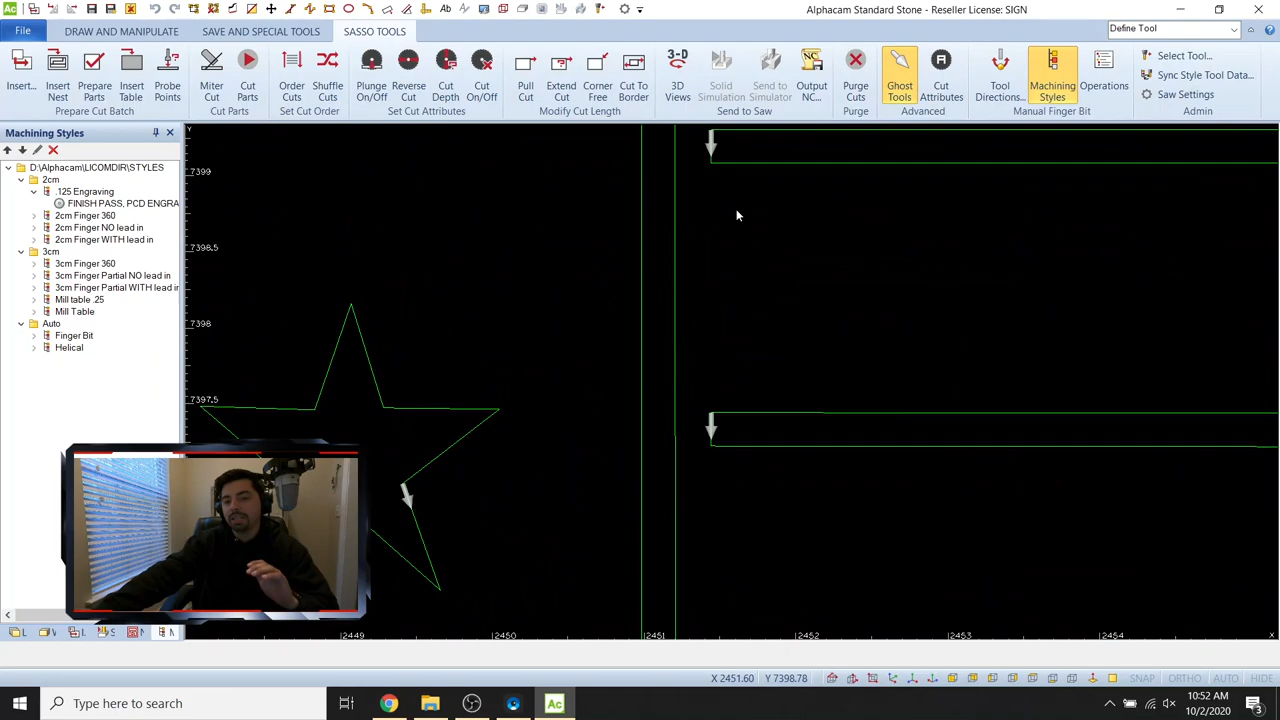 Alphacam Standard Stone - Reseller License: SIGN
File
DRAW AND MANIPULATE
SAVE AND SPECIAL TOOLS
SASSO TOOLS
Define Tool
Insert...
Insert Nest
Prepare Parts
Insert Table
Probe Points
Miter Cut
Cut Parts
Order Cuts
Shuffle Cuts
Plunge On/Off
Reverse Cut
Cut Depth
Cut On/Off
Pull Cut
Extend Cut
Corner Free
Cut To Border
3-D
3D Views
Solid Simulation
Send to Simulator
NC
Output NC...
Purge Cuts
Ghost Tools
Cut Attributes
Tool Directions...
Machining Styles
Operations
Select Tool...
Sync Style Tool Data...
Saw Settings
Prepare Cut Batch
Cut Parts
Set Cut Order
Set Cut Attributes
Modify Cut Length
Send to Saw
Purge
Advanced
Manual Finger Bit
Admin
Machining Styles
D:\Alphacam\LICOMDIR\STYLES
2cm
.125 Engraving
FINISH PASS, PCD ENGRA
2cm Finger 360
2cm Finger NO lead in
2cm Finger WITH lead in
3cm
3cm Finger 360
3cm Finger Partial NO lead in
3cm Finger Partial WITH lead in
Mill table .25
Mill Table
Auto
Finger Bit
Helical
Y
7399
7398.5
7398
7397.5
2449
2450
2451
2452
2453
2454
X
X 2451.60
Y 7398.78
SNAP
ORTHO
AUTO
HIDE
Type here to search
Ac
10:52 AM
10/2/2020
3